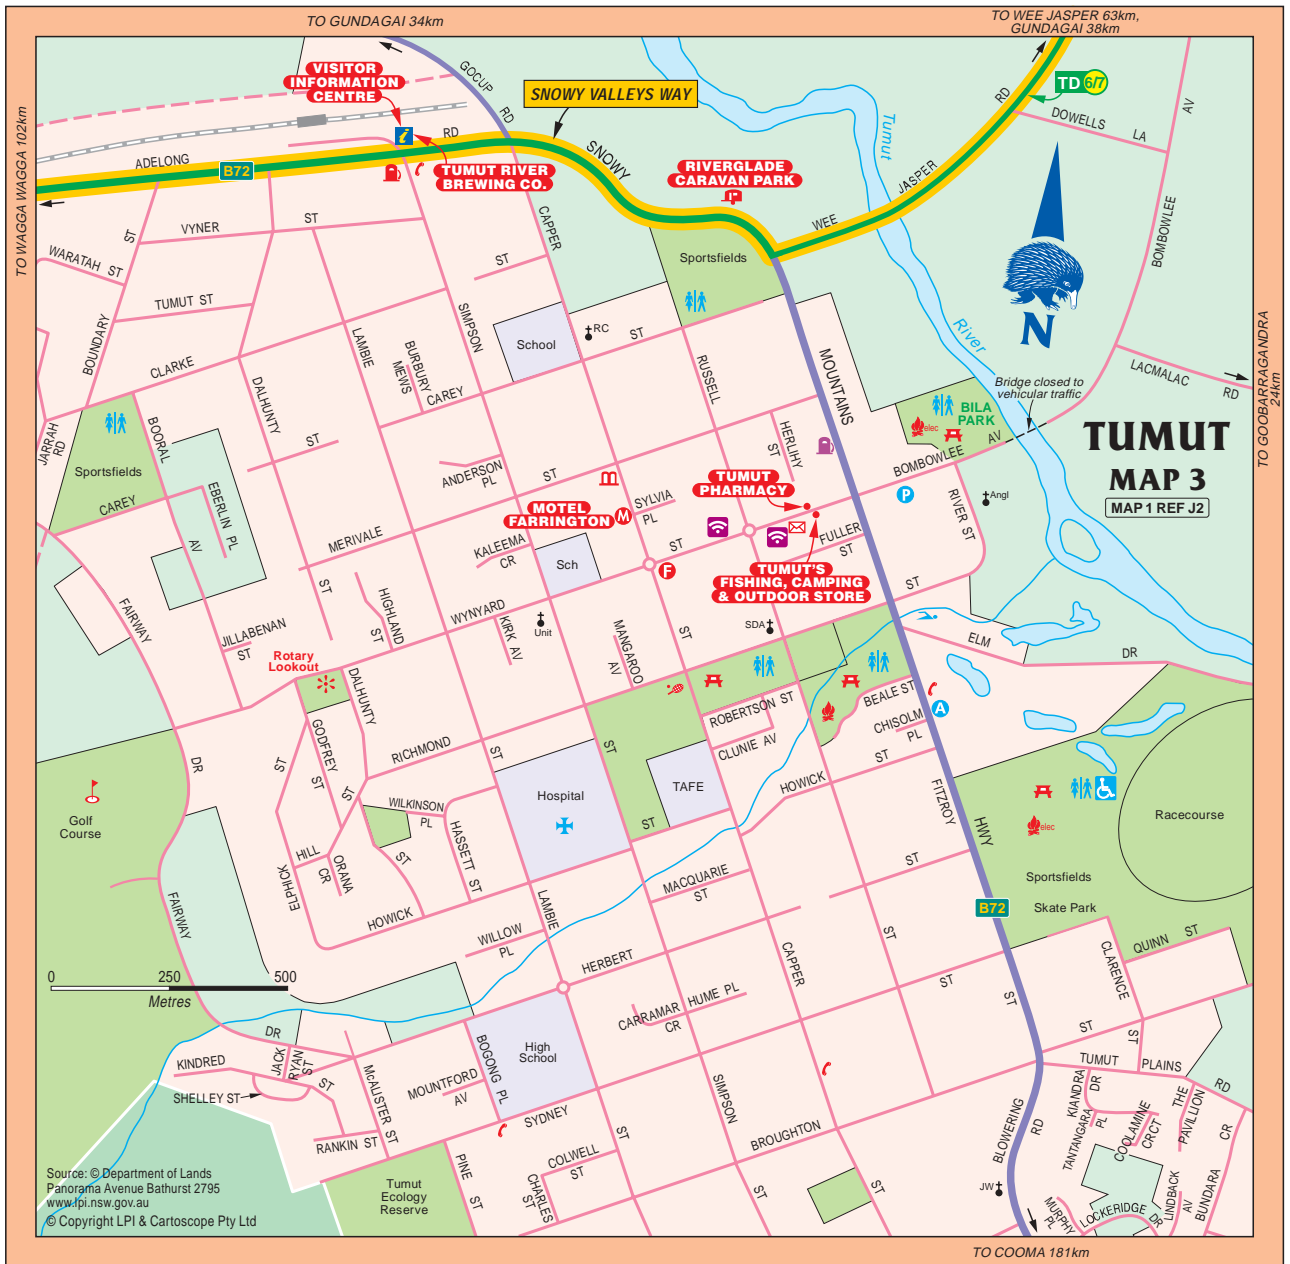 TO GUNDAGAI 34km
TO WEE JASPER 63km,
GUNDAGAI 38km
TO WAGGA WAGGA 102km
TO GOOBARRAGANDRA
24km
TO COOMA 181km
VISITOR
INFORMATION
CENTRE
GOCUP
RD
SNOWY VALLEYS WAY
TD 6/7
RD
DOWELLS
LA
AV
Tumut
ADELONG
B72
RD
SNOWY
i
TUMUT RIVER
BREWING CO.
RIVERGLADE
CARAVAN PARK
JASPER
WEE
BOMBOWLEE
VYNER
ST
ST
CAPPER
WARATAH ST
ST
Sportsfields
TUMUT ST
SIMPSON
BOUNDARY
LAMBIE
School
RC
ST
River
N
CLARKE
BURBURY
MEWS
CAREY
RUSSELL
MOUNTAINS
LACMALAC
RD
Bridge closed to
vehicular traffic
DALHUNTY
BILA
PARK
elec
AV
TUMUT
MAP 3
MAP 1 REF J2
JARRAH
RD
BOORAL
ST
HERLIHY
ST
BOMBOWLEE
Sportsfields
ANDERSON
PL
ST
CAREY
EBERLIN PL
TUMUT
PHARMACY
SYLVIA
PL
P
RIVER ST
Angl
MOTEL
FARRINGTON
M
AV
MERIVALE
KALEEMA
CR
Sch
ST
FULLER
ST
F
TUMUT'S
FISHING, CAMPING
& OUTDOOR STORE
ST
FAIRWAY
ST
HIGHLAND
ST
WYNYARD
KIRK AV
Unit
MANGAROO
AV
ST
SDA
JILLABENAN
ST
ELM
DR
Rotary
Lookout
DALHUNTY
ROBERTSON ST
BEALE ST
CHISOLM
PL
A
GODFREY
ST
ST
ST
RICHMOND
ST
ST
CLUNIE AV
ST
DR
TAFE
HOWICK
FITZROY
HWY
Hospital
WILKINSON
PL
Golf
Course
ST
Racecourse
elec
HASSETT ST
HILL
CR
ORANA
ST
ELPHICK
MACQUARIE
ST
ST
Sportsfields
Skate Park
FAIRWAY
HOWICK
LAMBIE
B72
WILLOW
PL
HERBERT
CAPPER
ST
CLARENCE
QUINN ST
0 250 500
Metres
CARRAMAR
CR
HUME PL
ST
ST
DR
ST
ST
KINDRED
JACK
RYAN
ST
ST
High
School
BOGONG PL
TUMUT PLAINS
RD
SHELLEY ST
MOUNTFORD
AV
McALISTER ST
SIMPSON
KIANDRA
DR
TANTANGARA
PL
THE
PAVILLION
COOLAMINE
CRCT
CR
SYDNEY
BLOWERING
RD
RANKIN ST
ST
BROUGHTON
COLWELL
ST
PINE
ST
CHARLES
ST
ST
ST
JW
LINDBACK
AV
BUNDARA
MURPHY
PL
LOCKERIDGE
DR
Source: © Department of Lands
Panorama Avenue Bathurst 2795
www.lpi.nsw.gov.au
© Copyright LPI & Cartoscope Pty Ltd
Tumut
Ecology
Reserve